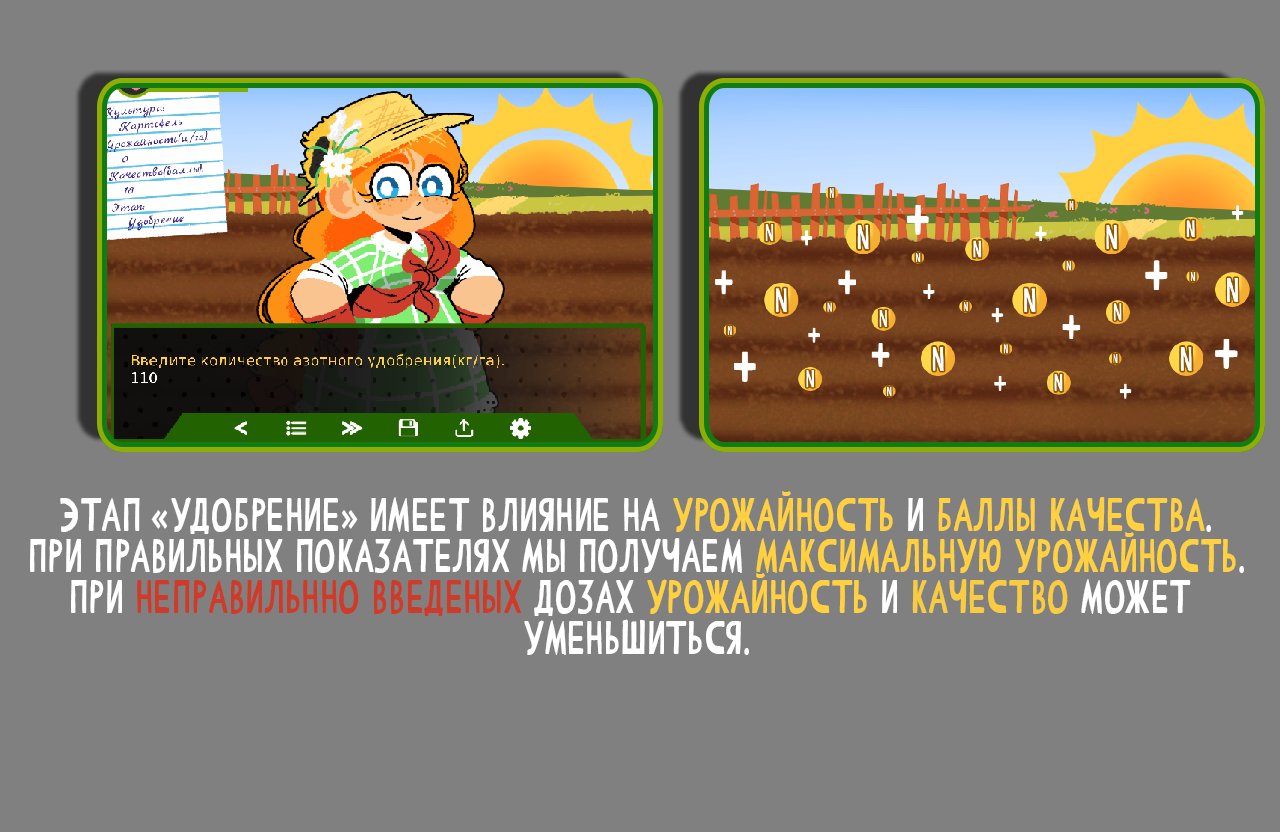 Культура:
Картофель
Урожайность(ц/га)
0
Качество(баллы)
10
Этап:
Удобрение
Введите количество азотного удобрения(кг/га).
110
N N N N N N N N N N N N N N N N N N N N N N N N
ЭТАП «УДОБРЕНИЕ» ИМЕЕТ ВЛИЯНИЕ НА УРОЖАЙНОСТЬ И БАЛЛЫ КАЧЕСТВА.
ПРИ ПРАВИЛЬНЫХ ПОКАЗАТЕЛЯХ МЫ ПОЛУЧАЕМ МАКСИМАЛЬНУЮ УРОЖАЙНОСТЬ.
ПРИ НЕПРАВИЛЬННО ВВЕДЕНЫХ ДОЗАХ УРОЖАЙНОСТЬ И КАЧЕСТВО МОЖЕТ
УМЕНЬШИТЬСЯ.